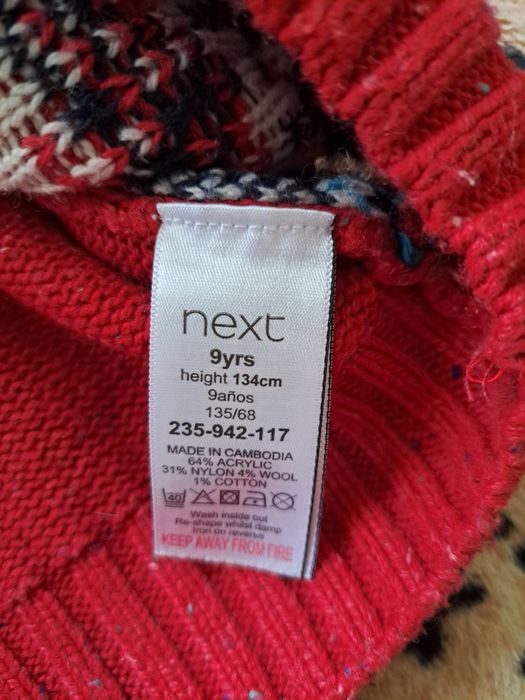 next
9yrs
height 134cm
9años
135/68
235-942-117
MADE IN CAMBODIA
64% ACRYLIC
31% NYLON 4% WOOL
1% COTTON
40
Wash inside out
Re-shape whilst damp
Iron on reverse
KEEP AWAY FROM FIRE